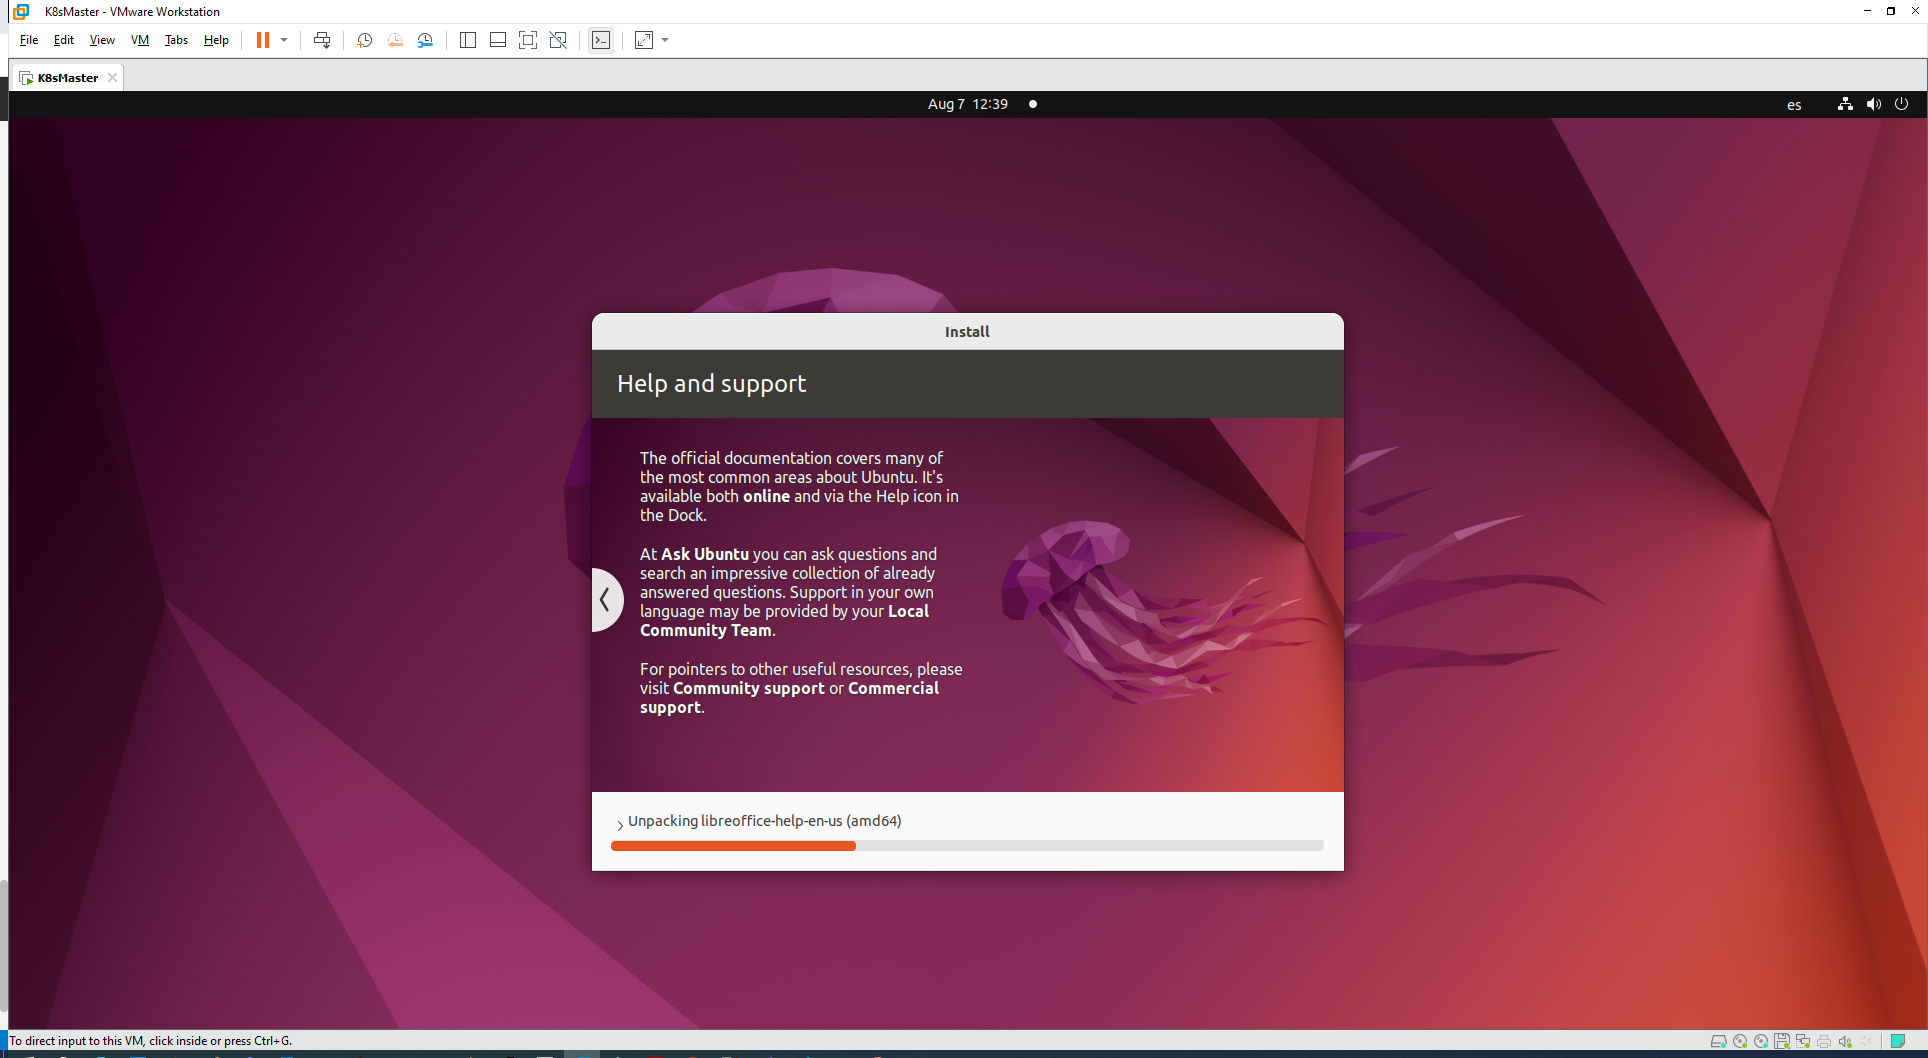 K8sMaster - VMware Workstation
File Edit View VM Tabs Help
K8sMaster
Aug 7 12:39
es
Install
Help and support
The official documentation covers many of
the most common areas about Ubuntu. It's
available both online and via the Help icon in
the Dock.
At Ask Ubuntu you can ask questions and
search an impressive collection of already
answered questions. Support in your own
language may be provided by your Local
Community Team.
For pointers to other useful resources, please
visit Community support or Commercial
support.
Unpacking libreoffice-help-en-us (amd64)
To direct input to this VM, click inside or press Ctrl+G.